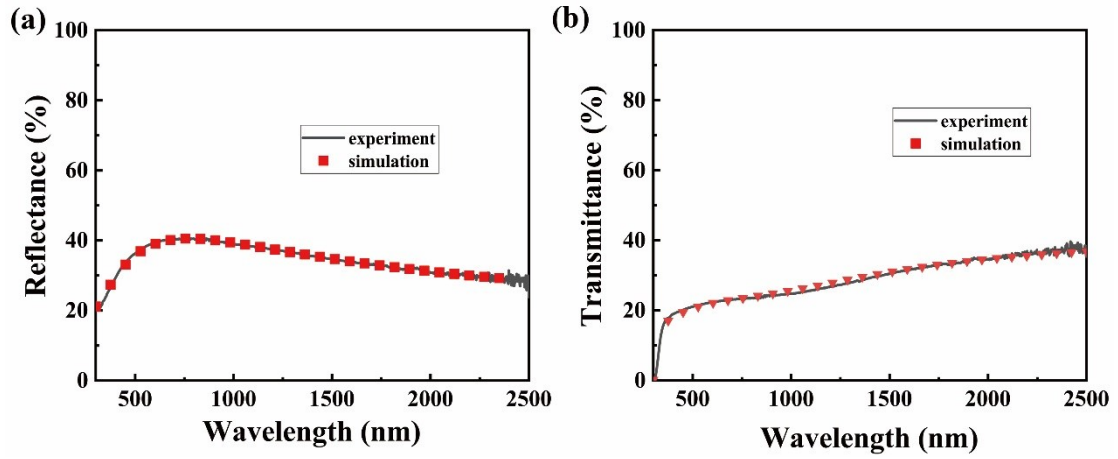 (a)
100
80
60
40
20
0
Reflectance (%)
experiment
simulation
500 1000 1500 2000 2500
Wavelength (nm)
(b)
100
80
60
40
20
0
Transmittance (%)
experiment
simulation
500 1000 1500 2000 2500
Wavelength (nm)